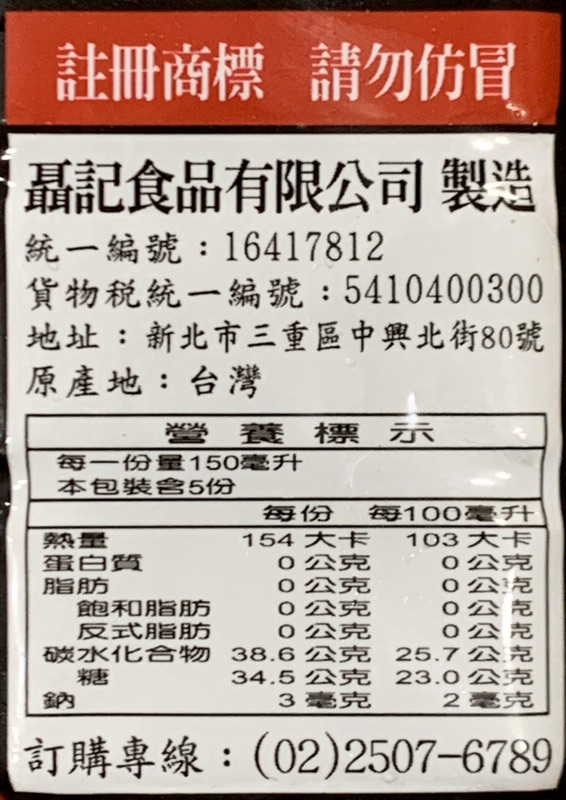 註冊商標 請勿仿冒
聶記食品有限公司 製造
統一編號：16417812
貨物稅統一編號：5410400300
地址：新北市三重區中興北街80號
原產地：台灣
營養標示
每一份量150毫升
本包裝含5份
每份 每100毫升
熱量 154 大卡 103 大卡
蛋白質 0 公克 0 公克
脂肪 0 公克 0 公克
飽和脂肪 0 公克 0 公克
反式脂肪 0 公克 0 公克
碳水化合物 38.6 公克 25.7 公克
糖 34.5 公克 23.0 公克
鈉 3 毫克 2 毫克
訂購專線：(02)2507-6789